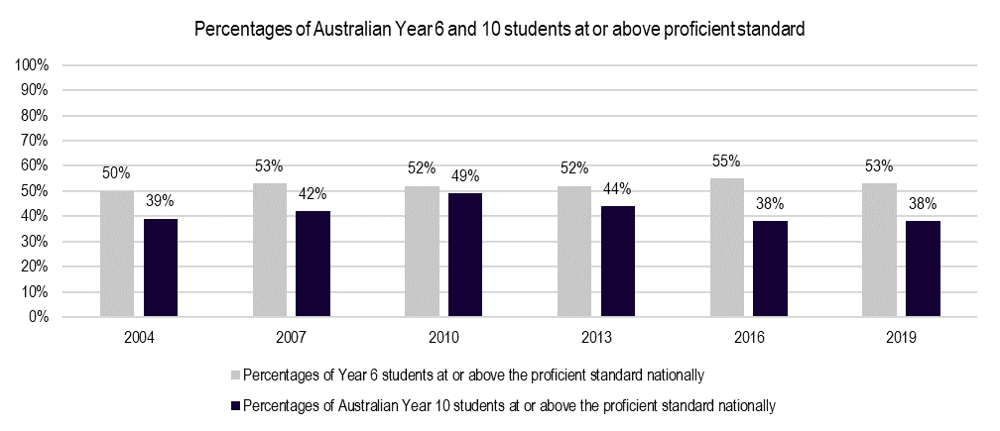 Percentages of Australian Year 6 and 10 students at or above proficient standard
100%
90%
80%
70%
60%
50%
40%
30%
20%
10%
0%
50% 39% 53% 42% 52% 49% 52% 44% 55% 38% 53% 38%
2004 2007 2010 2013 2016 2019
Percentages of Year 6 students at or above the proficient standard nationally
Percentages of Australian Year 10 students at or above the proficient standard nationally